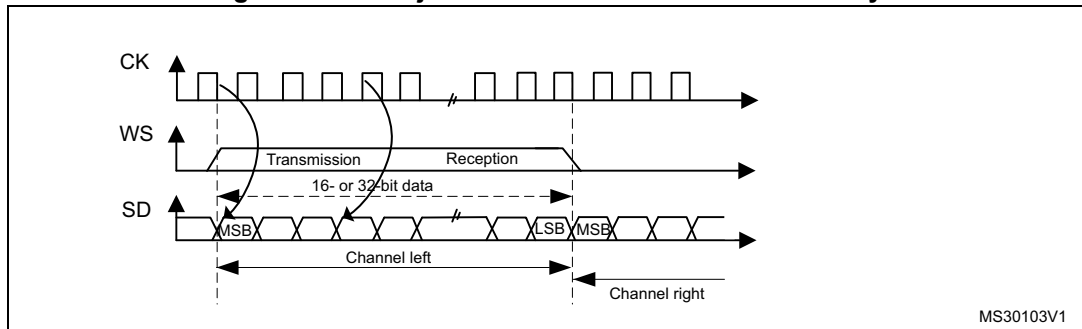 CK
WS
Transmission
Reception
16- or 32-bit data
SD
MSB
LSB
MSB
Channel left
Channel right
MS30103V1